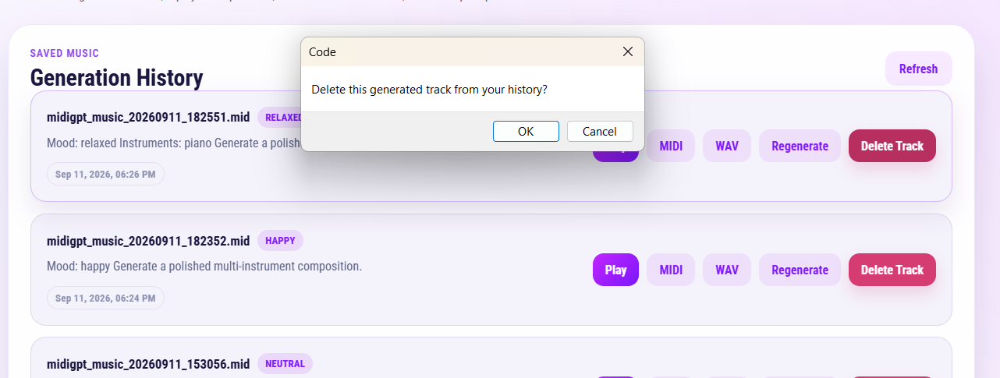 SAVED MUSIC
Generation History
Refresh
Code
Delete this generated track from your history?
OK
Cancel
midigpt_music_20260911_182551.mid
RELAXED
Mood: relaxed Instruments: piano Generate a polish
Sep 11, 2026, 06:26 PM
MIDI
WAV
Regenerate
Delete Track
midigpt_music_20260911_182352.mid
HAPPY
Mood: happy Generate a polished multi-instrument composition.
Sep 11, 2026, 06:24 PM
Play
MIDI
WAV
Regenerate
Delete Track
midigpt_music_20260911_153056.mid
NEUTRAL